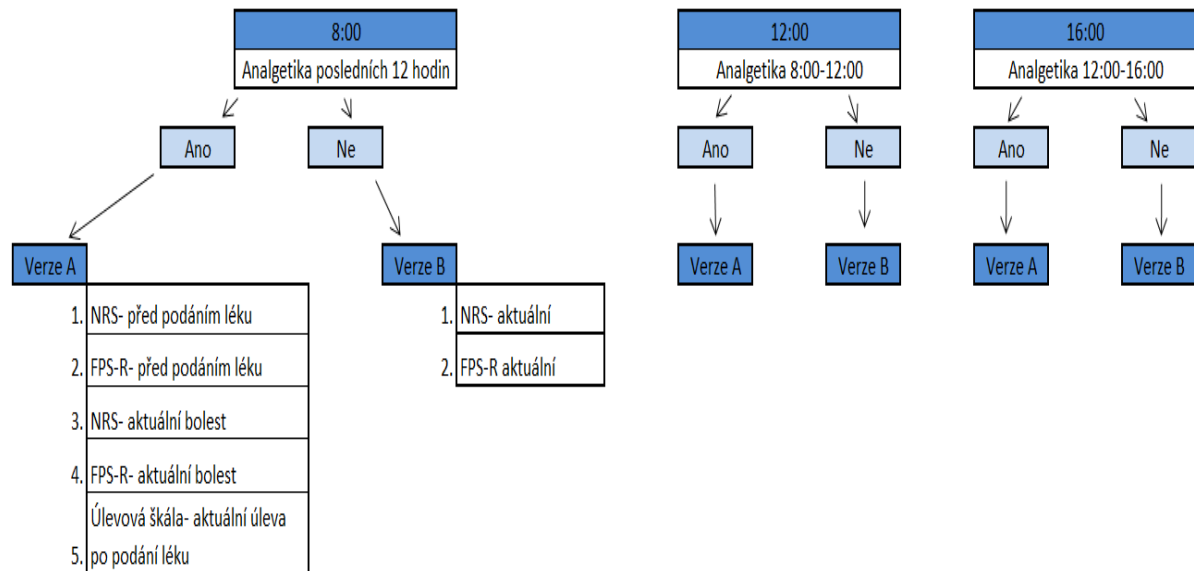 8:00
Analgetika posledních 12 hodin
Ano
Ne
Verze A
1. NRS- před podáním léku
2. FPS-R- před podáním léku
3. NRS- aktuální bolest
4. FPS-R- aktuální bolest
Úlevová škála- aktuální úleva
5. po podání léku
Verze B
1. NRS- aktuální
2. FPS-R aktuální
12:00
Analgetika 8:00-12:00
Ano
Ne
Verze A
Verze B
16:00
Analgetika 12:00-16:00
Ano
Ne
Verze A
Verze B